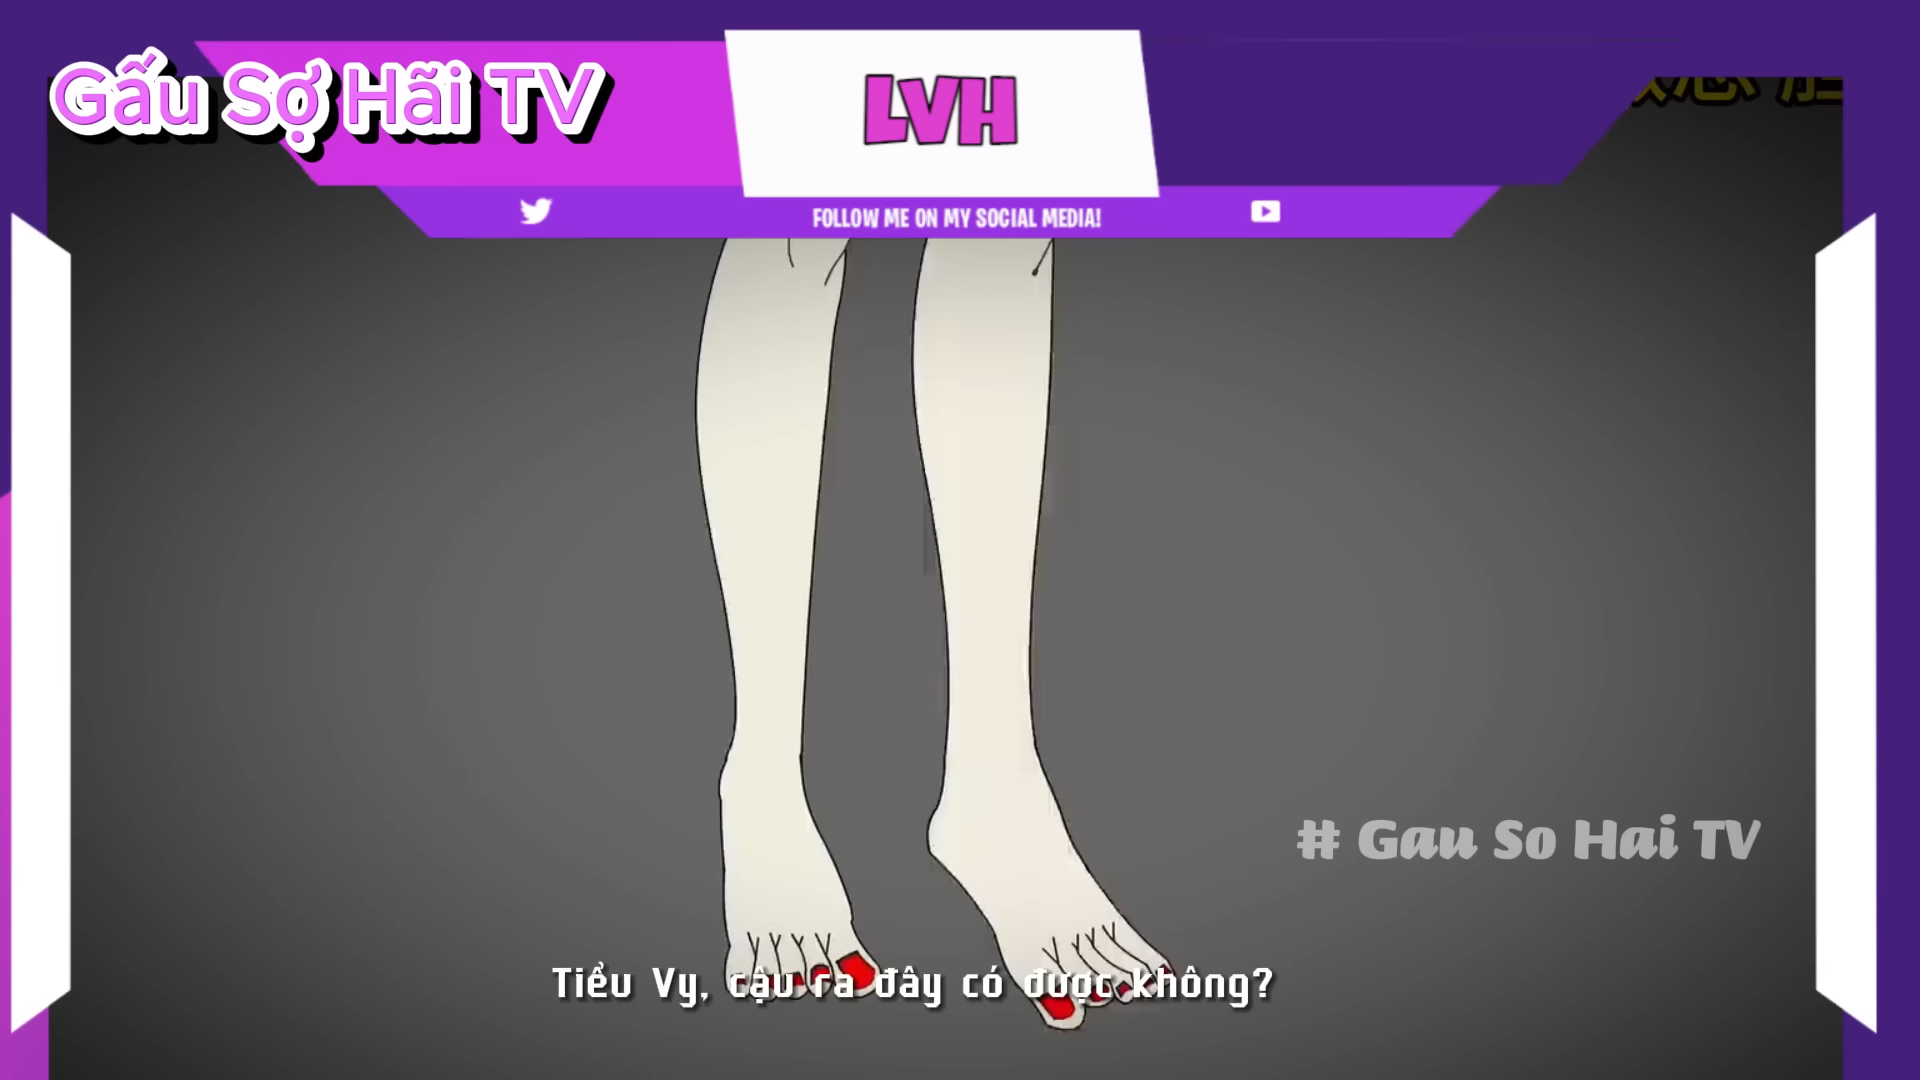 Gấu Sợ Hãi TV
LVH
FOLLOW ME ON MY SOCIAL MEDIA!
# Gau So Hai TV
Tiểu Vy, cậu ra đây có được không?